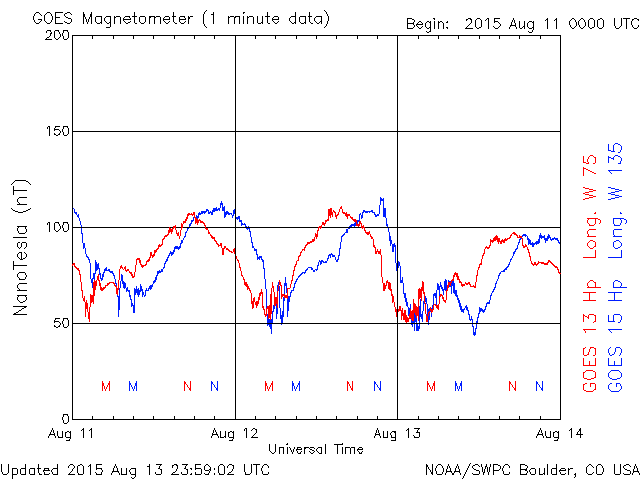 GOES Magnetometer (1 minute data)
Begin: 2015 Aug 11 0000 UTC
200
150
100
50
0
NanoTesla (nT)
M M N N M M N N M M N N
Aug 11 Aug 12 Aug 13 Aug 14
Universal Time
GOES 13 Hp Long. W 75
GOES 15 Hp Long. W 135
Updated 2015 Aug 13 23:59:02 UTC
NOAA/SWPC Boulder, CO USA